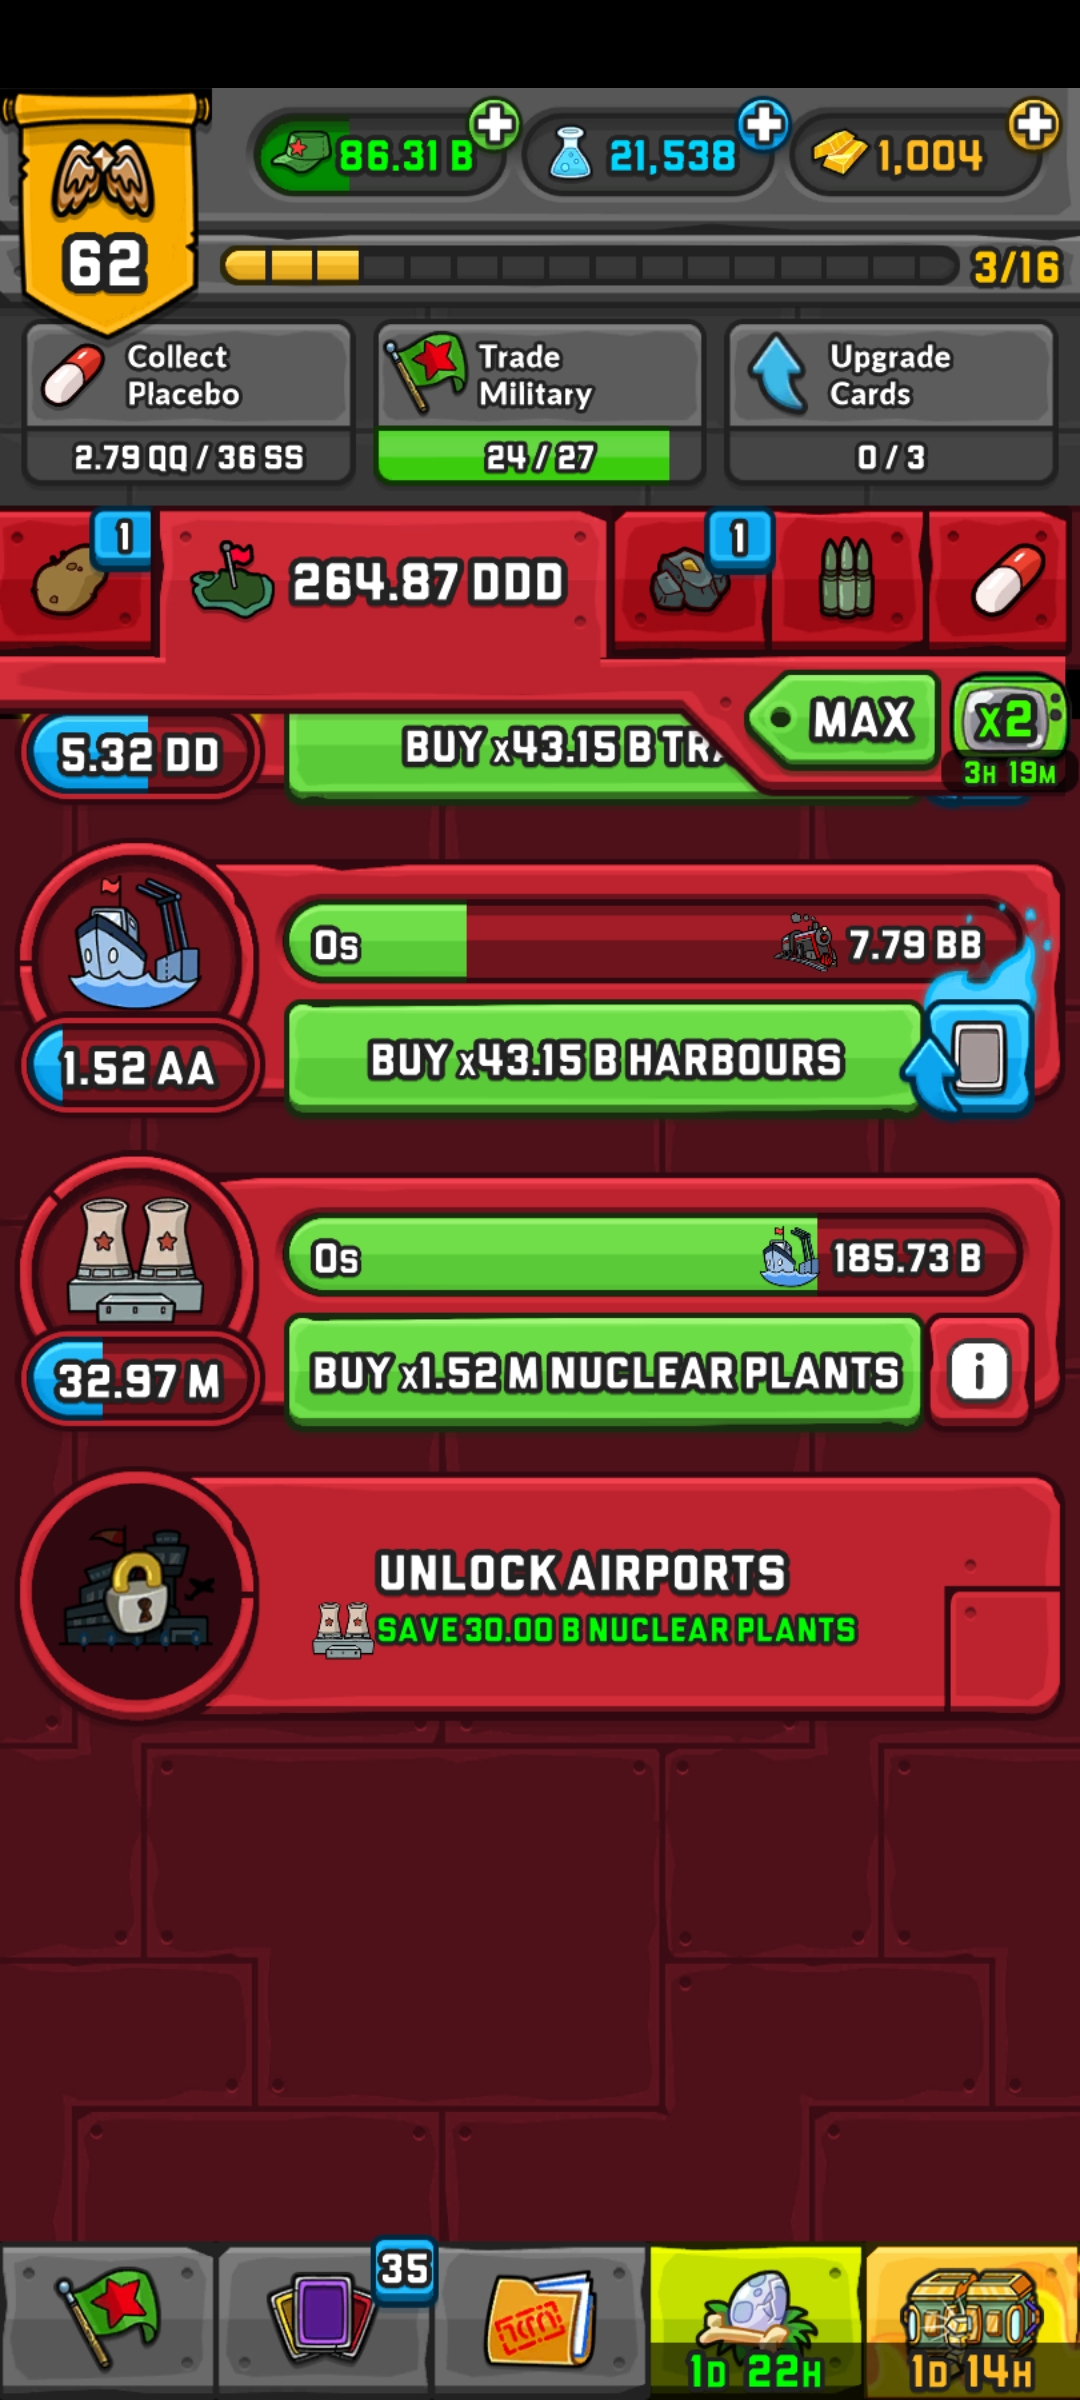 86.31 B
21,538
1,004
62
3/16
Collect
Placebo
2.79 QQ / 36 SS
Trade
Military
24 / 27
Upgrade
Cards
0 / 3
1
264.87 DDD
1
MAX
x2
3H 19M
5.32 DD
BUY x43.15 B
0s
7.79 BB
1.52 AA
BUY x43.15 B HARBOURS
0s
185.73 B
32.97 M
BUY x1.52 M NUCLEAR PLANTS
i
UNLOCK AIRPORTS
SAVE 30.00 B NUCLEAR PLANTS
35
1D 22H
1D 14H